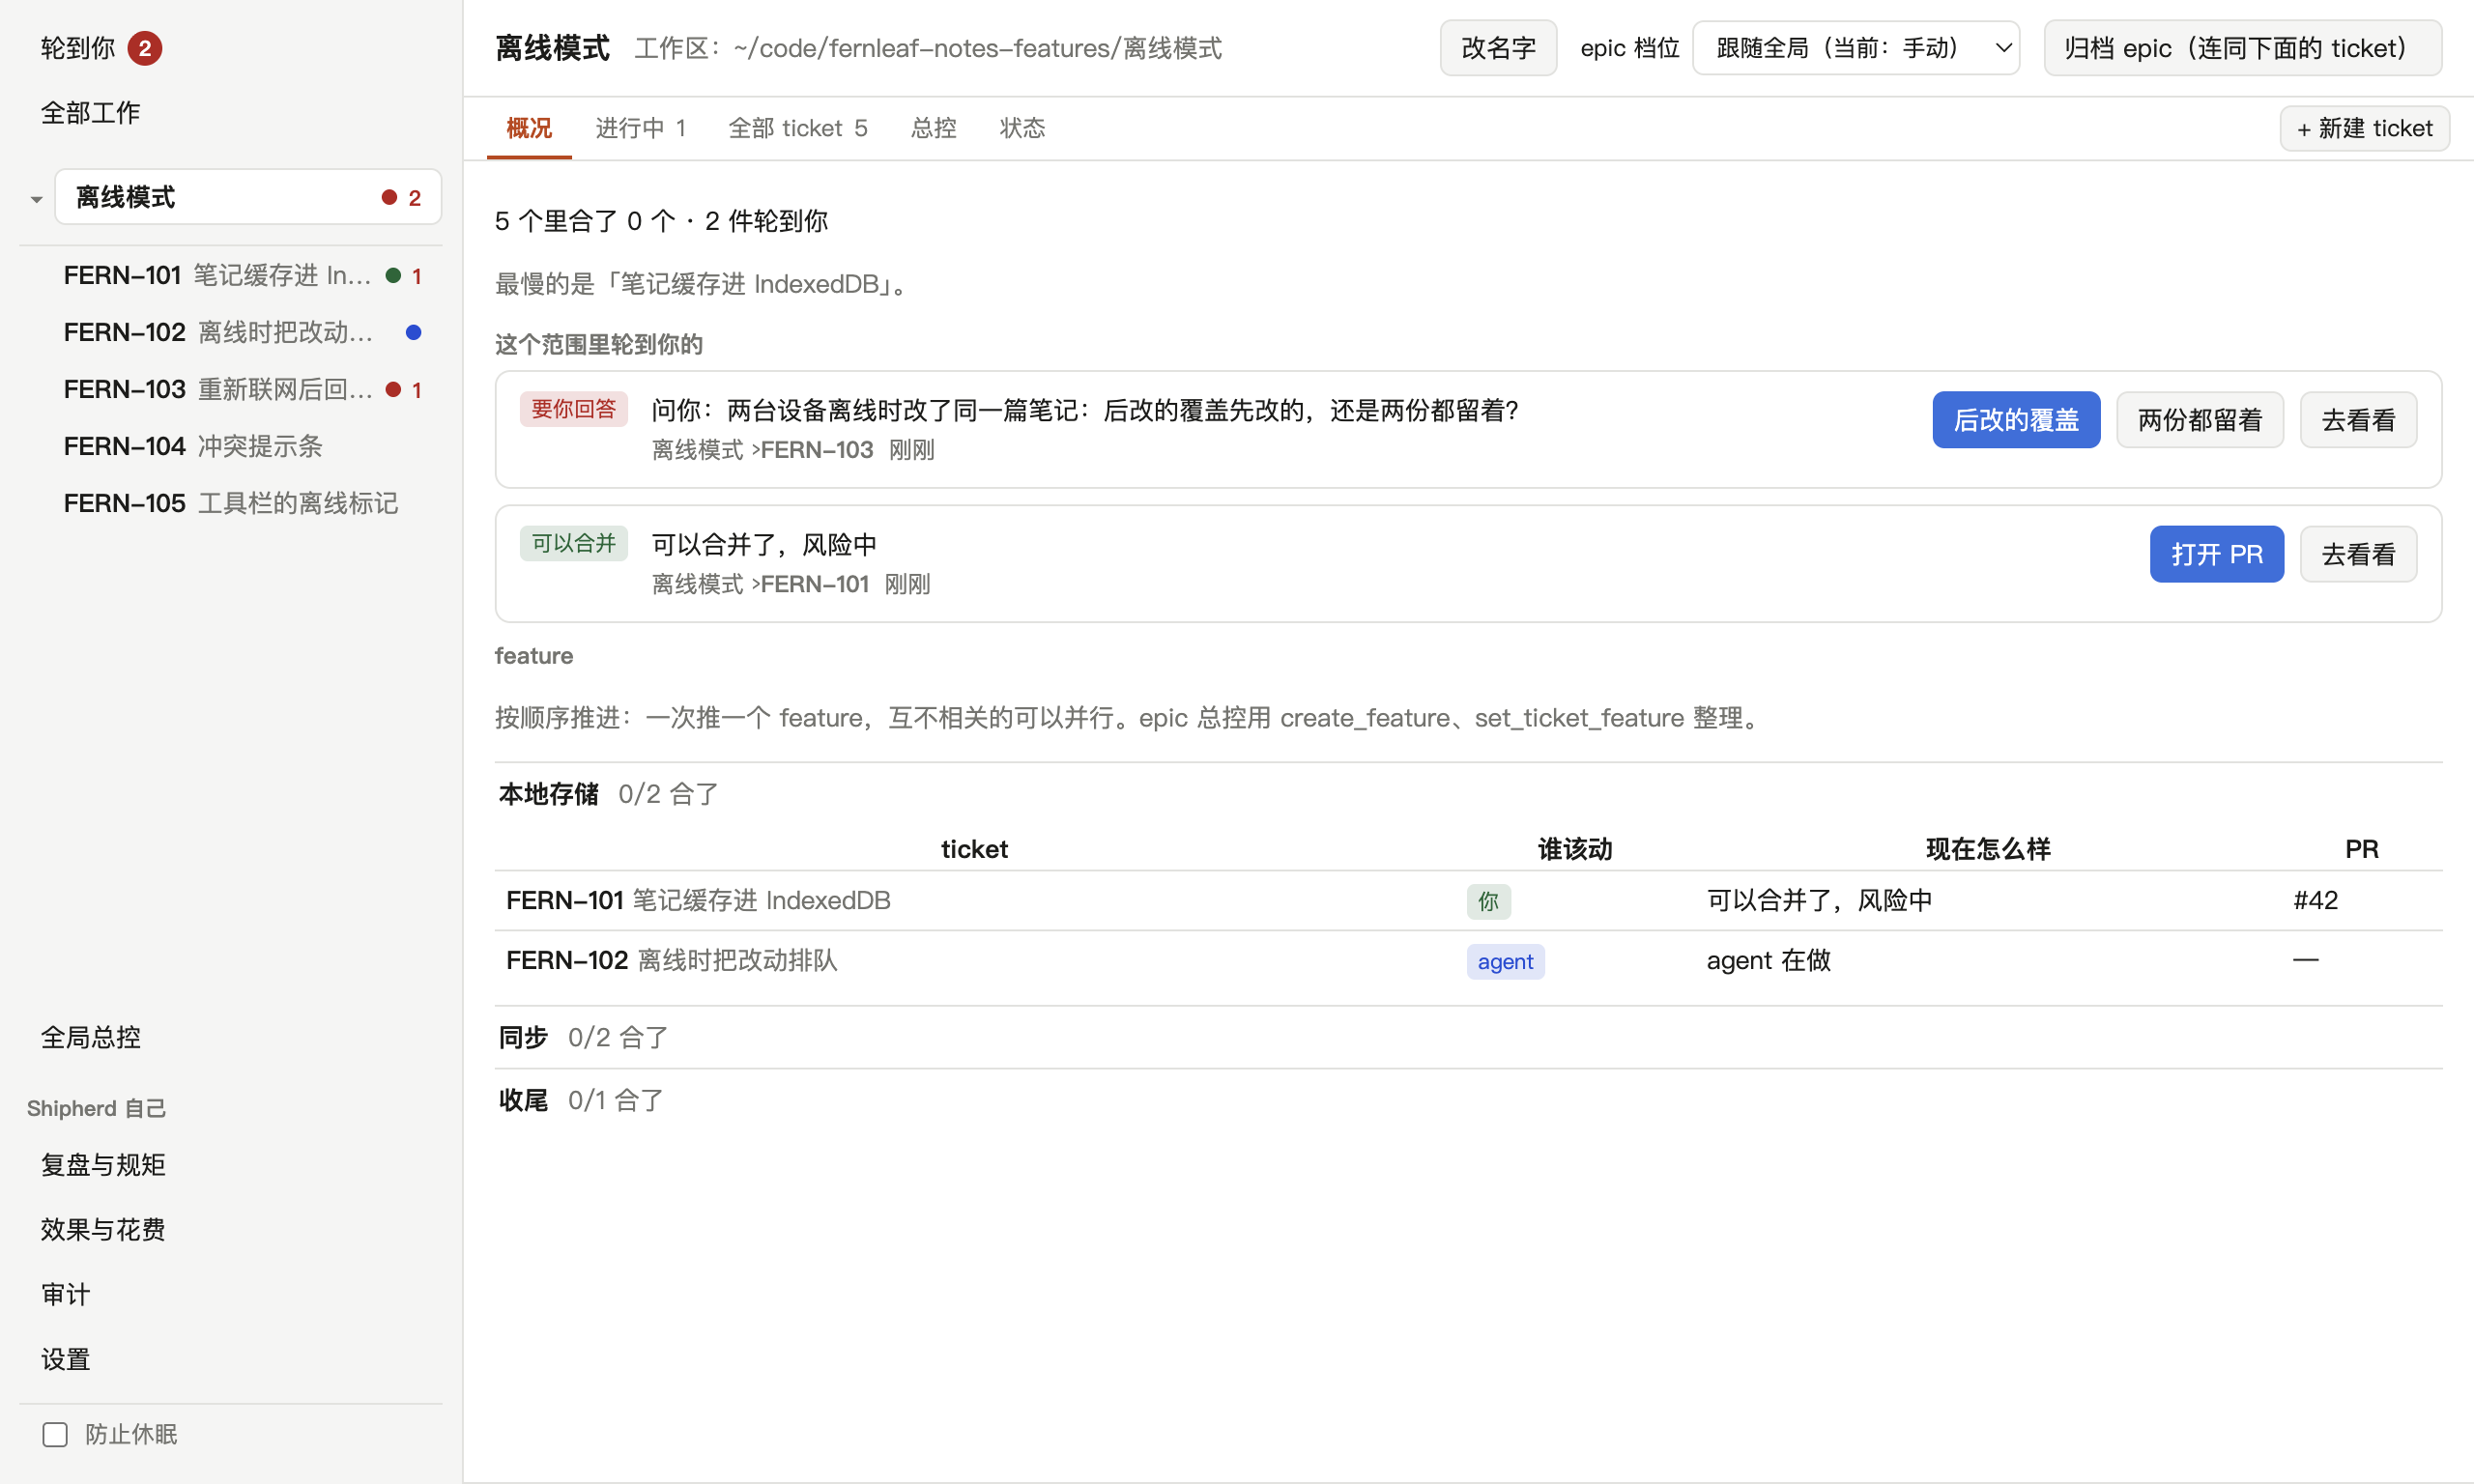 轮到你 2
全部工作
离线模式 2
FERN-101 笔记缓存进 In... 1
FERN-102 离线时把改动...
FERN-103 重新联网后回... 1
FERN-104 冲突提示条
FERN-105 工具栏的离线标记
全局总控
Shipherd 自己
复盘与规矩
效果与花费
审计
设置
防止休眠
离线模式 工作区：~/code/fernleaf-notes-features/离线模式 改名字 epic 档位 跟随全局（当前：手动） 归档 epic（连同下面的 ticket）
概况 进行中 1 全部 ticket 5 总控 状态 + 新建 ticket
5 个里合了 0 个 · 2 件轮到你
最慢的是「笔记缓存进 IndexedDB」。
这个范围里轮到你的
要你回答 问你：两台设备离线时改了同一篇笔记：后改的覆盖先改的，还是两份都留着？ 后改的覆盖 两份都留着 去看看
离线模式 ›FERN-103 刚刚
可以合并 可以合并了，风险中 打开 PR 去看看
离线模式 ›FERN-101 刚刚
feature
按顺序推进：一次推一个 feature，互不相关的可以并行。epic 总控用 create_feature、set_ticket_feature 整理。
本地存储 0/2 合了
ticket 谁该动 现在怎么样 PR
FERN-101 笔记缓存进 IndexedDB 你 可以合并了，风险中 #42
FERN-102 离线时把改动排队 agent agent 在做 —
同步 0/2 合了
收尾 0/1 合了